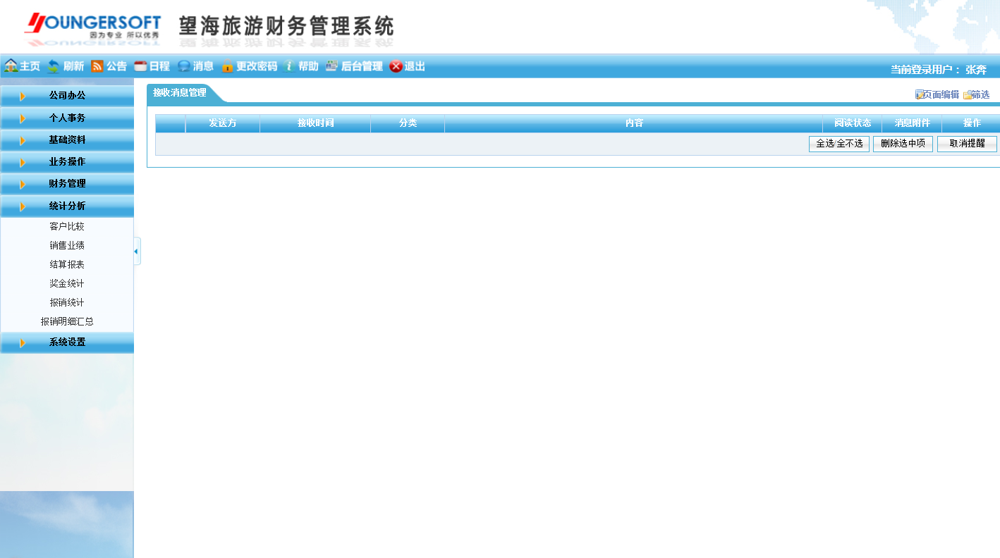 YOUNGERSOFT
因为专业 所以优秀
望海旅游财务管理系统
主页 刷新 公告 日程 消息 更改密码 帮助 后台管理 退出
当前登录用户： 张奔
公司办公
个人事务
基础资料
业务操作
财务管理
统计分析
客户比较
销售业绩
结算报表
奖金统计
报销统计
报销明细汇总
系统设置
接收消息管理
页面编辑 筛选
发送方 接收时间 分类 内容 阅读状态 消息附件 操作
全选/全不选 删除选中项 取消提醒